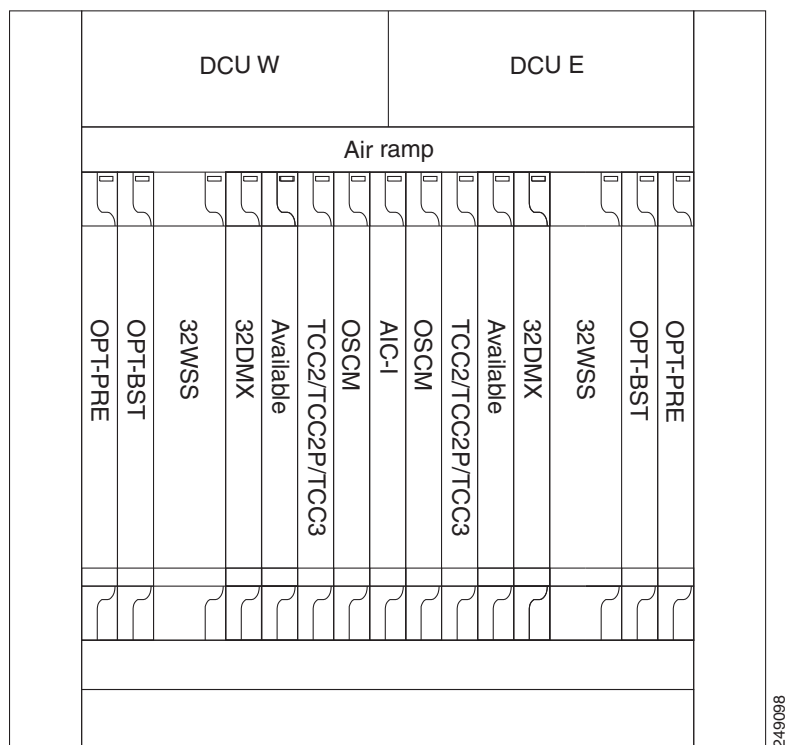 DCU W
DCU E
Air ramp
OPT-PRE
OPT-BST
32WSS
32DMX
Available
TCC2/TCC2P/TCC3
OSCM
AIC-I
OSCM
TCC2/TCC2P/TCC3
Available
32DMX
32WSS
OPT-BST
OPT-PRE
249098